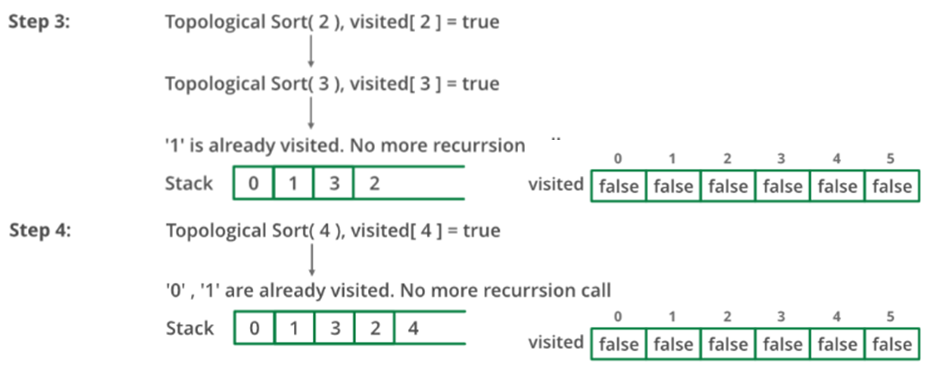 Step 3:
Topological Sort( 2 ), visited[ 2 ] = true
Topological Sort( 3 ), visited[ 3 ] = true
'1' is already visited. No more recurrsion
Stack 0 1 3 2
0 1 2 3 4 5
visited false false false false false false
Step 4:
Topological Sort( 4 ), visited[ 4 ] = true
'0' , '1' are already visited. No more recurrsion call
Stack 0 1 3 2 4
0 1 2 3 4 5
visited false false false false false false